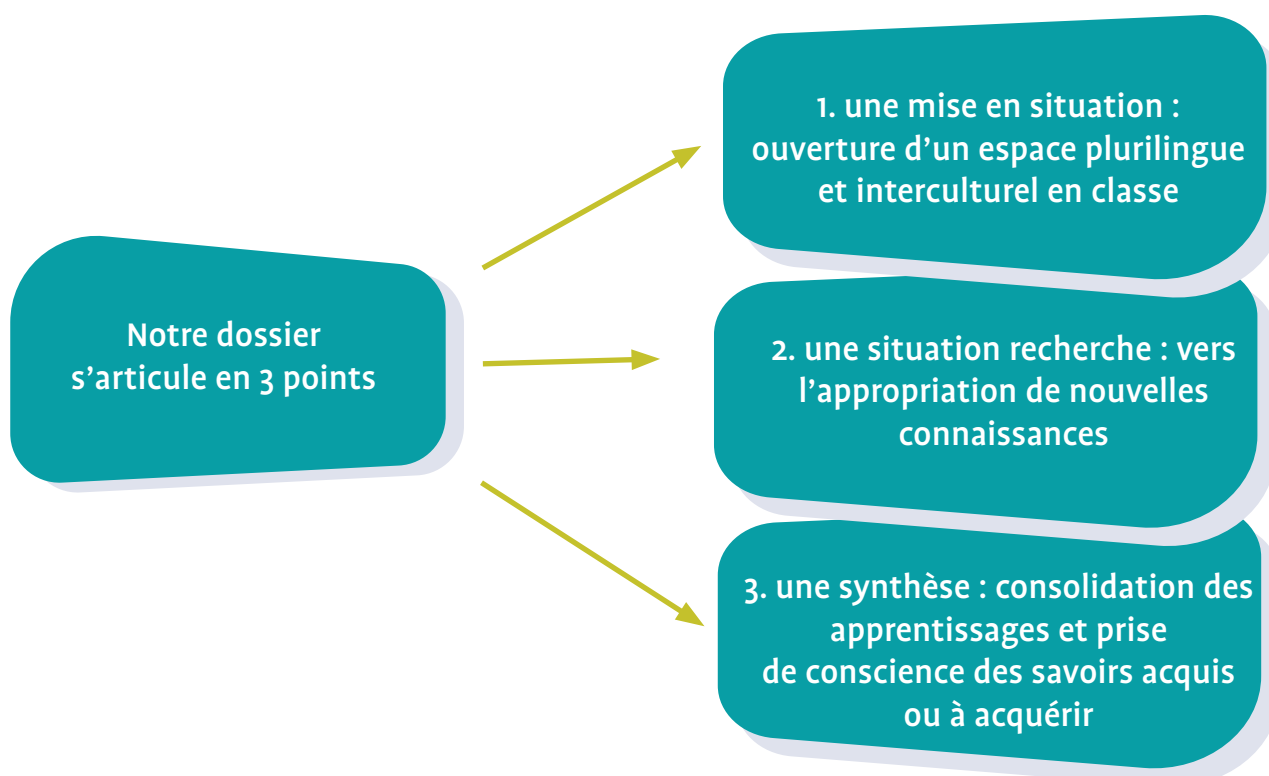 Notre dossier
s’articule en 3 points
1. une mise en situation :
ouverture d’un espace plurilingue
et interculturel en classe
2. une situation recherche : vers
l’appropriation de nouvelles
connaissances
3. une synthèse : consolidation des
apprentissages et prise
de conscience des savoirs acquis
ou à acquérir